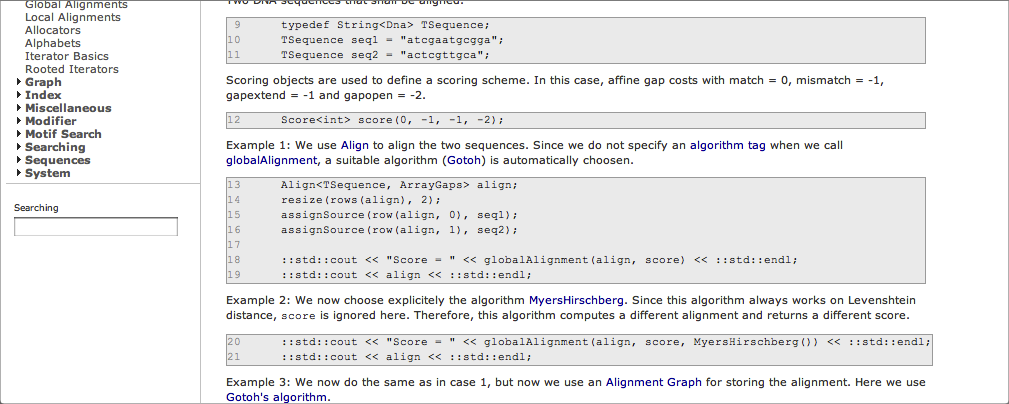 Global Alignments
Local Alignments
Allocators
Alphabets
Iterator Basics
Rooted Iterators
Graph
Index
Miscellaneous
Modifier
Motif Search
Searching
Sequences
System
Searching
Two DNA sequences that shall be aligned.
9 typedef String<Dna> TSequence;
10 TSequence seq1 = "atcgaatgcgga";
11 TSequence seq2 = "actcgttgca";
Scoring objects are used to define a scoring scheme. In this case, affine gap costs with match = 0, mismatch = -1,
gapextend = -1 and gapopen = -2.
12 Score<int> score(0, -1, -1, -2);
Example 1: We use Align to align the two sequences. Since we do not specify an algorithm tag when we call
globalAlignment, a suitable algorithm (Gotoh) is automatically choosen.
13 Align<TSequence, ArrayGaps> align;
14 resize(rows(align), 2);
15 assignSource(row(align, 0), seq1);
16 assignSource(row(align, 1), seq2);
17
18 ::std::cout << "Score = " << globalAlignment(align, score) << ::std::endl;
19 ::std::cout << align << ::std::endl;
Example 2: We now choose explicitely the algorithm MyersHirschberg. Since this algorithm always works on Levenshtein
distance, score is ignored here. Therefore, this algorithm computes a different alignment and returns a different score.
20 ::std::cout << "Score = " << globalAlignment(align, score, MyersHirschberg()) << ::std::endl;
21 ::std::cout << align << ::std::endl;
Example 3: We now do the same as in case 1, but now we use an Alignment Graph for storing the alignment. Here we use
Gotoh's algorithm.